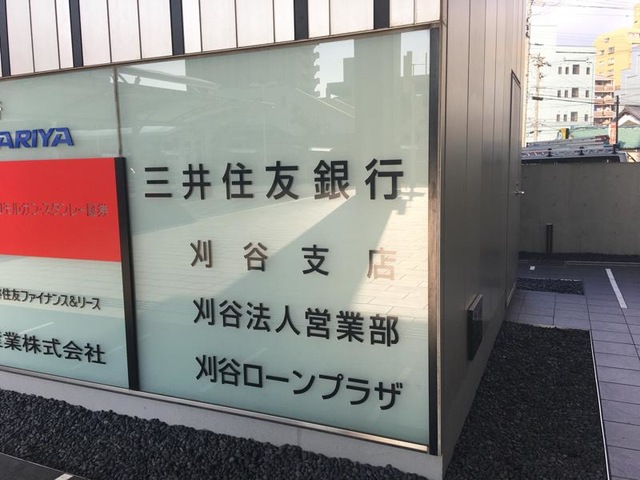 ARIYA
三井住友銀行
刈谷支店
刈谷法人営業部
刈谷ローンプラザ
住友ファイナンス&リース
業株式会社